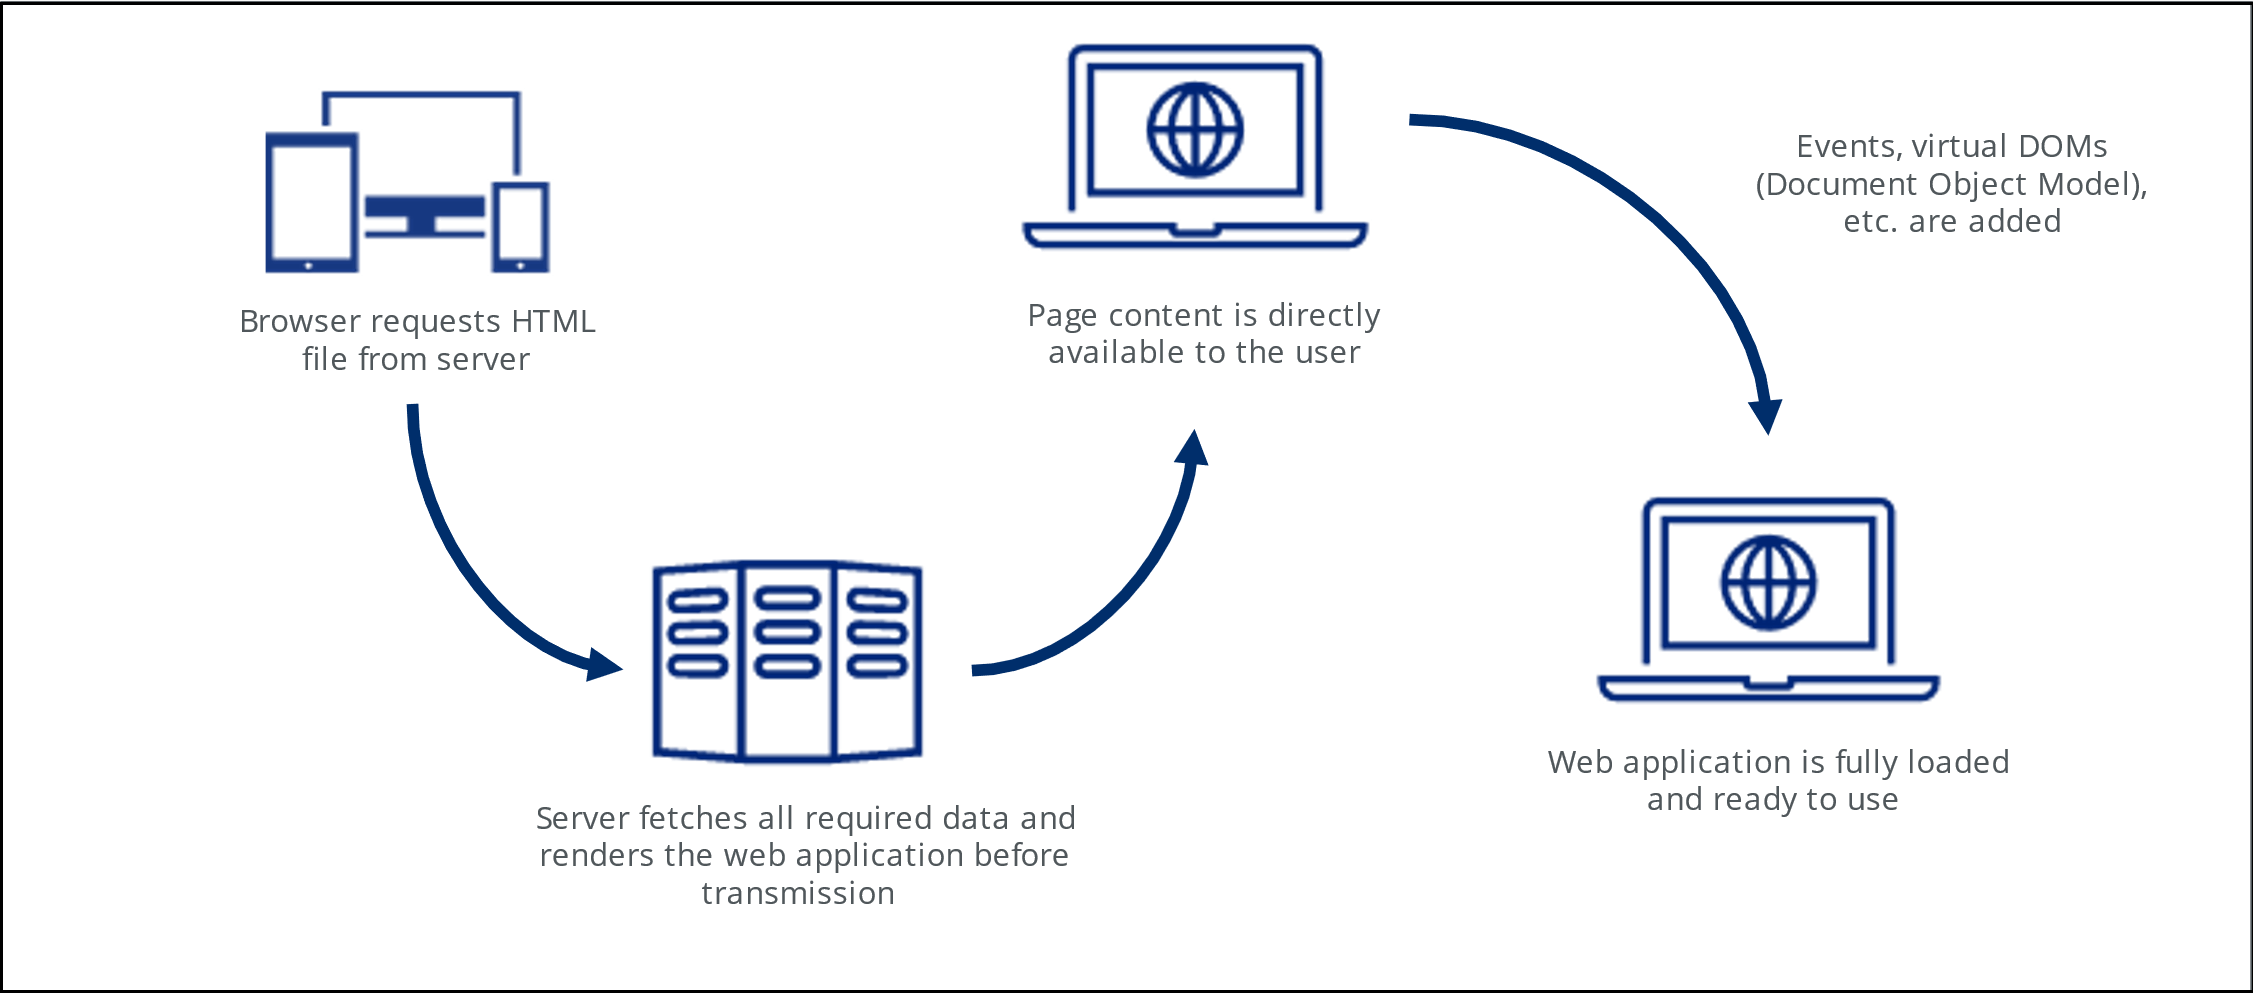 Browser requests HTML
file from server
Server fetches all required data and
renders the web application before
transmission
Page content is directly
available to the user
Events, virtual DOMs
(Document Object Model),
etc. are added
Web application is fully loaded
and ready to use